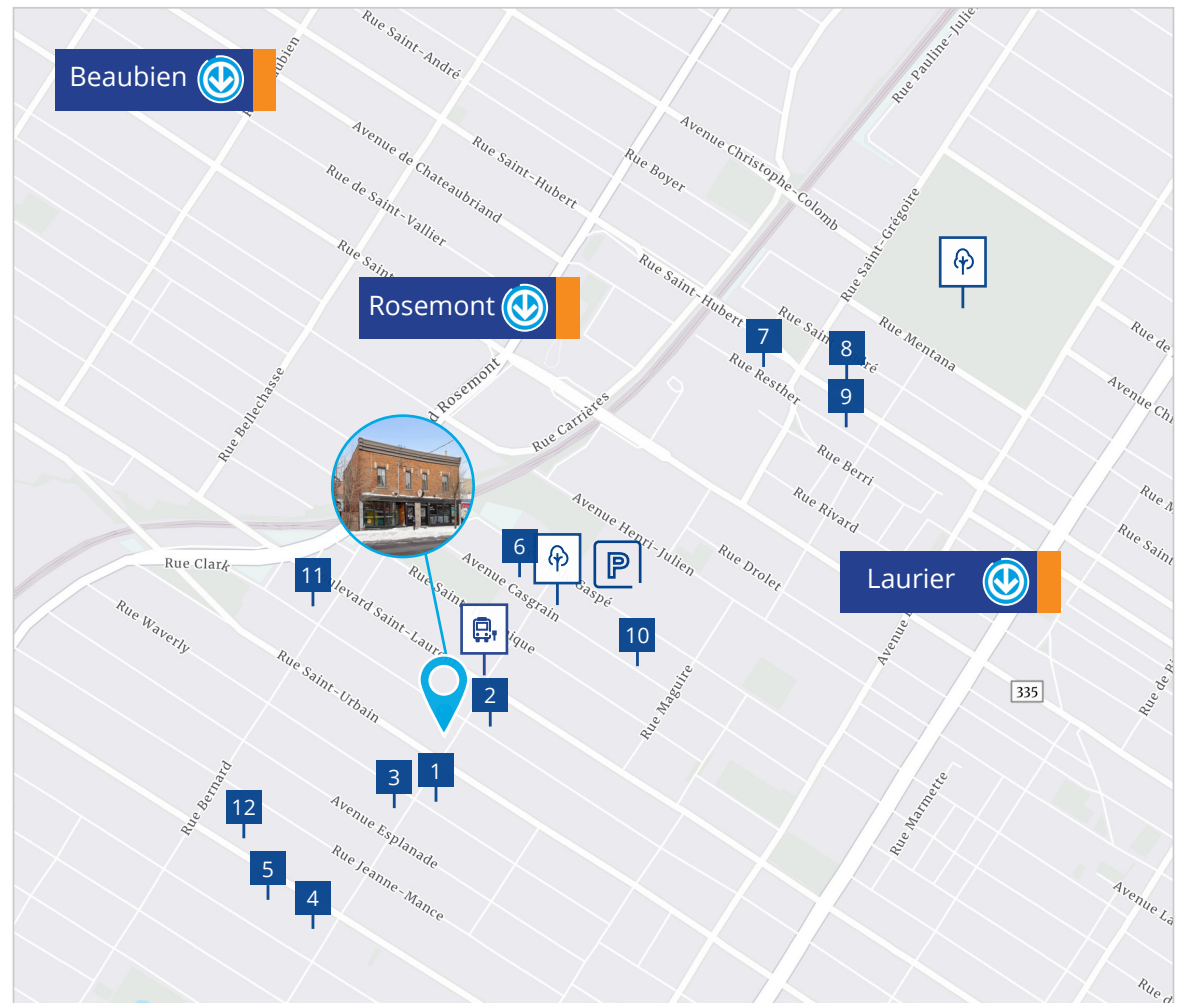 Rue Saint-André
Rue Pauline-Julie
Beaubien
Avenue Christophe-Colomb
Avenue de Chateaubriand
Rue Saint-Hubert
Rue Boyer
Rue de Saint-Vallier
Rue Saint-Grégoire
Rue Saint-Hubert
Rosemont
Rue Mentana
7
8
9
Rue Resther
Rue Bellechasse
Rue Carrières
Rue Berri
Rue Rivard
Avenue Henri-Julien
6
P
Rue Drolet
Laurier
Rue Clark
11
Avenue Casgrain
Gaspé
10
Rue Waverly
Rue Saint-Urbain
2
Rue Maguire
335
3
1
12
Rue Bernard
Avenue Esplanade
Rue Marmette
Rue Jeanne-Mance
5
4